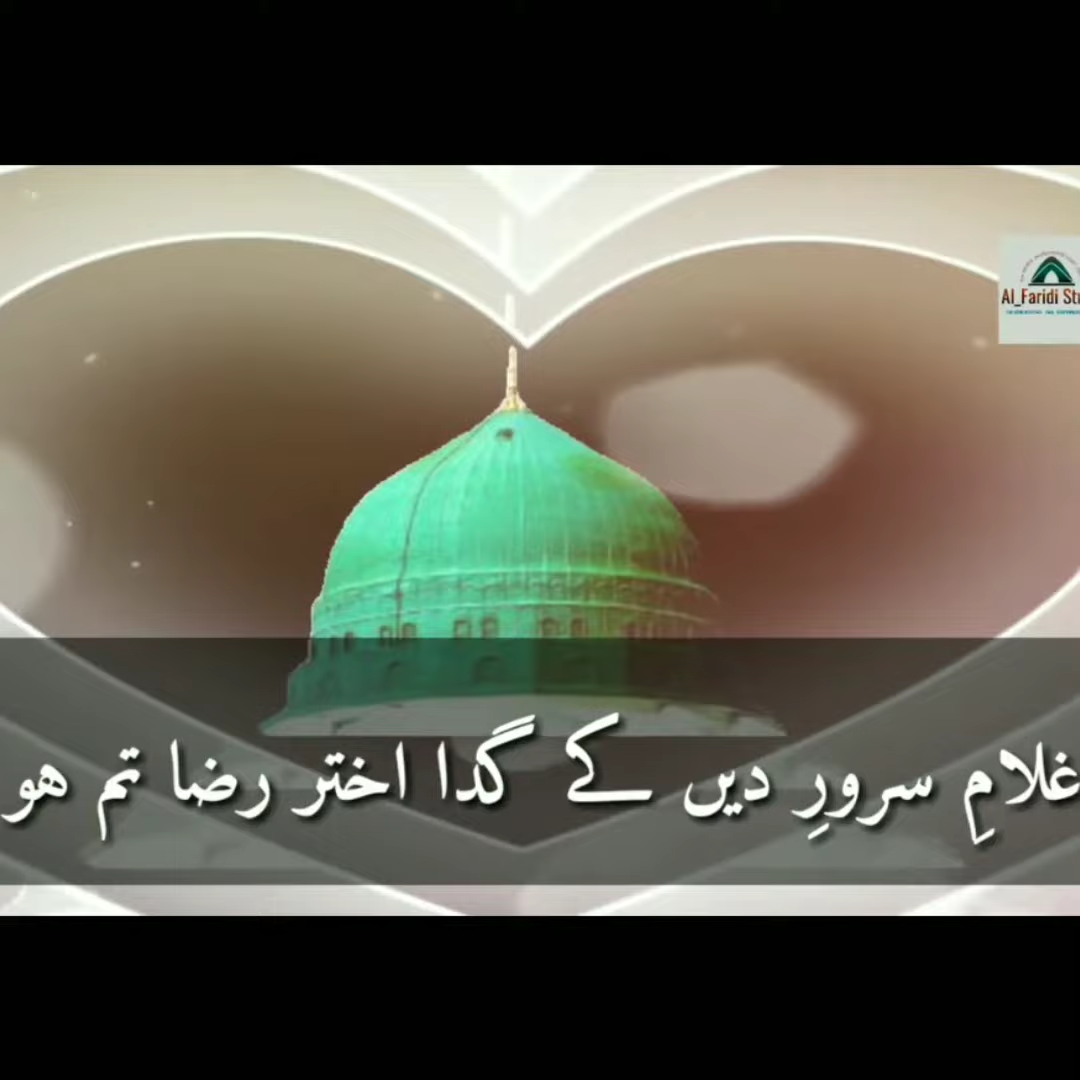 Al_Faridi St
غلامِ سرورِ دیں کے گدا اختر رضا تم ہو